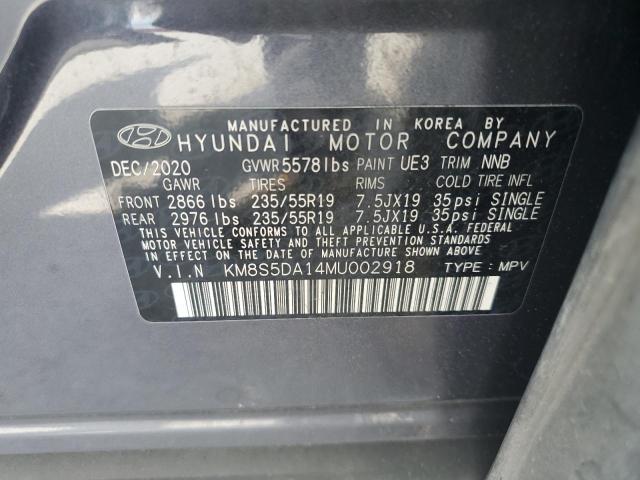 MANUFACTURED IN KOREA BY
HYUNDAI MOTOR COMPANY
DEC/2020 GVWR 5578lbs PAINT UE3 TRIM NNB
GAWR TIRES RIMS COLD TIRE INFL
FRONT 2866 lbs 235/55R19 7.5JX19 35psi SINGLE
REAR 2976 lbs 235/55R19 7.5JX19 35psi SINGLE
THIS VEHICLE CONFORMS TO ALL APPLICABLE U.S.A. FEDERAL
MOTOR VEHICLE SAFETY, BUMPER, AND THEFT PREVENTION STANDARDS
IN EFFECT ON THE DATE OF MANUFACTURE SHOWN ABOVE.
V.I.N KM8S5DA14MU002918 TYPE : MPV